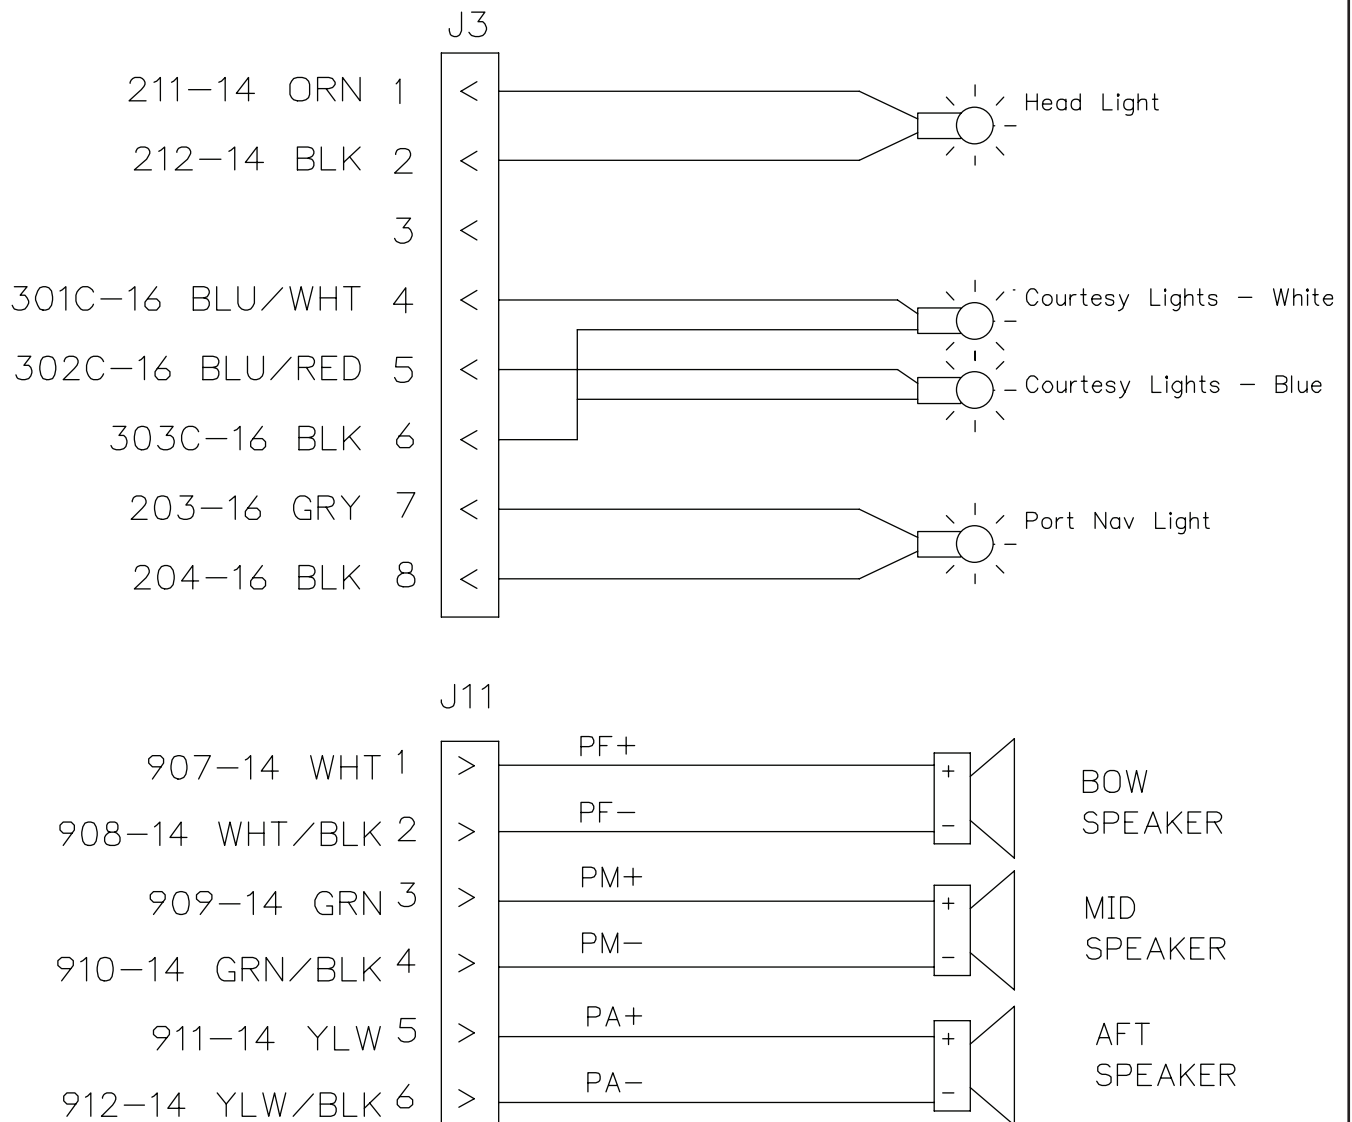 J3
211-14 ORN 1 < Head Light
212-14 BLK 2 <
3 <
301C-16 BLU/WHT 4 < Courtesy Lights - White
302C-16 BLU/RED 5 < Courtesy Lights - Blue
303C-16 BLK 6 <
203-16 GRY 7 < Port Nav Light
204-16 BLK 8 <
J11
907-14 WHT 1 > PF+ +
BOW
SPEAKER
908-14 WHT/BLK 2 > PF- -
909-14 GRN 3 > PM+ +
MID
SPEAKER
910-14 GRN/BLK 4 > PM- -
911-14 YLW 5 > PA+ +
AFT
SPEAKER
912-14 YLW/BLK 6 > PA- -